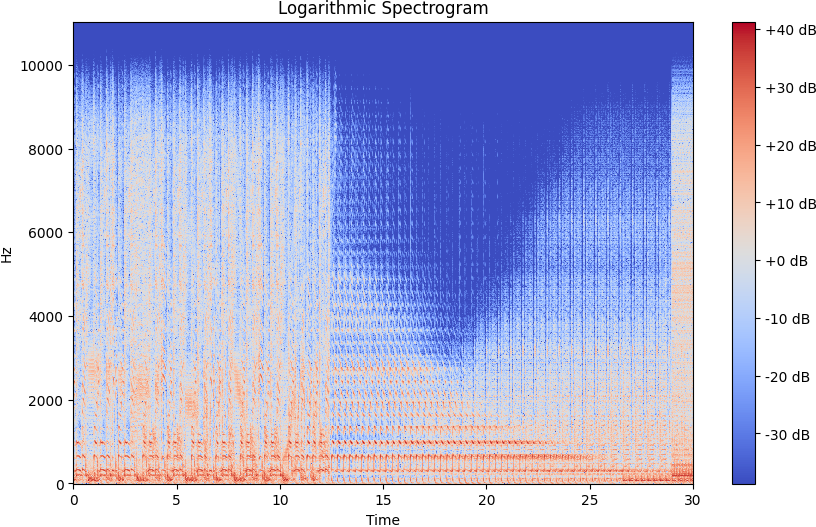 Logarithmic Spectrogram
Hz
10000
8000
6000
4000
2000
0
0 5 10 15 20 25 30
Time
+40 dB
+30 dB
+20 dB
+10 dB
+0 dB
-10 dB
-20 dB
-30 dB